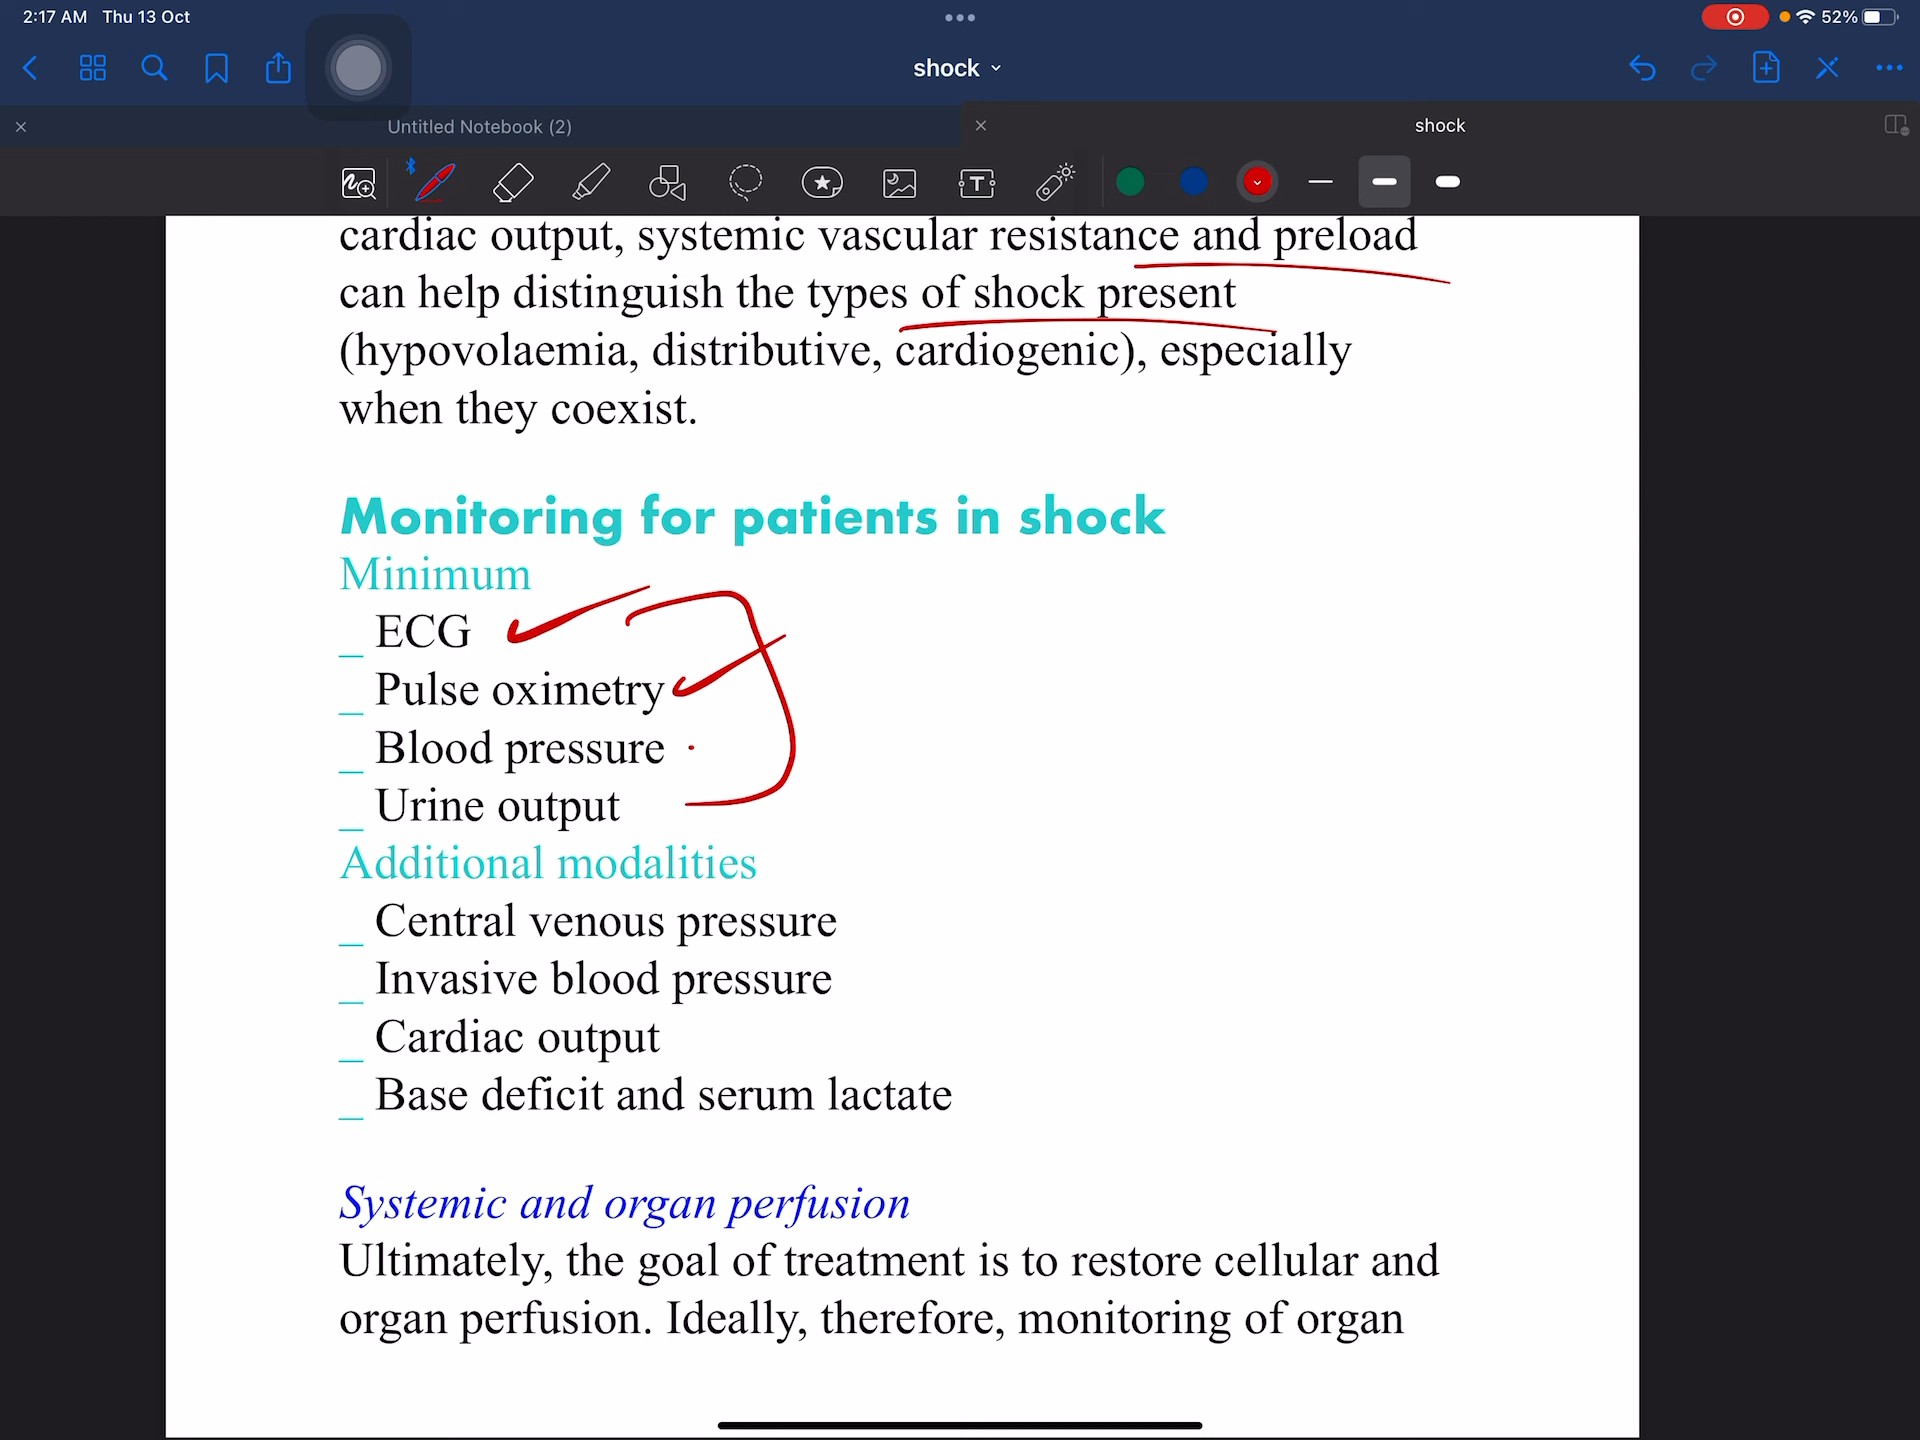 2:17 AM Thu 13 Oct
52%
shock
Untitled Notebook (2)
shock
T
cardiac output, systemic vascular resistance and preload
can help distinguish the types of shock present
(hypovolaemia, distributive, cardiogenic), especially
when they coexist.
Monitoring for patients in shock
Minimum
_ ECG
_ Pulse oximetry
_ Blood pressure
_ Urine output
Additional modalities
_ Central venous pressure
_ Invasive blood pressure
_ Cardiac output
_ Base deficit and serum lactate
Systemic and organ perfusion
Ultimately, the goal of treatment is to restore cellular and
organ perfusion. Ideally, therefore, monitoring of organ